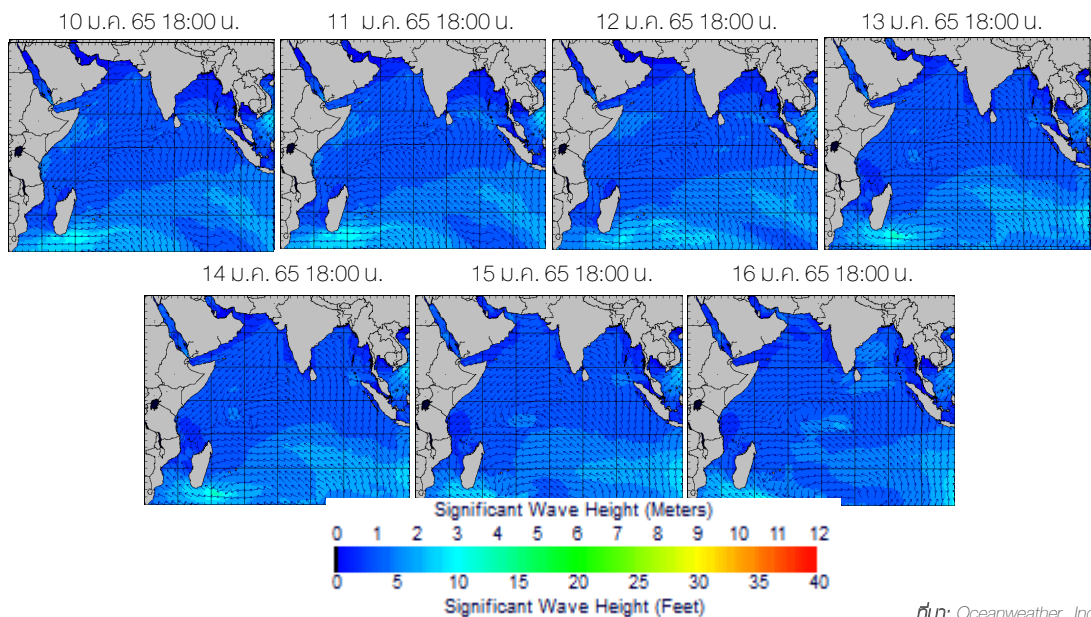 10 ม.ค. 65 18:00 น.
11 ม.ค. 65 18:00 น.
12 ม.ค. 65 18:00 น.
13 ม.ค. 65 18:00 น.
14 ม.ค. 65 18:00 น.
15 ม.ค. 65 18:00 น.
16 ม.ค. 65 18:00 น.
Significant Wave Height (Meters)
0 1 2 3 4 5 6 7 8 9 10 11 12
0 5 10 15 20 25 30 35 40
Significant Wave Height (Feet)
ที่มา: Oceanweather, Inc